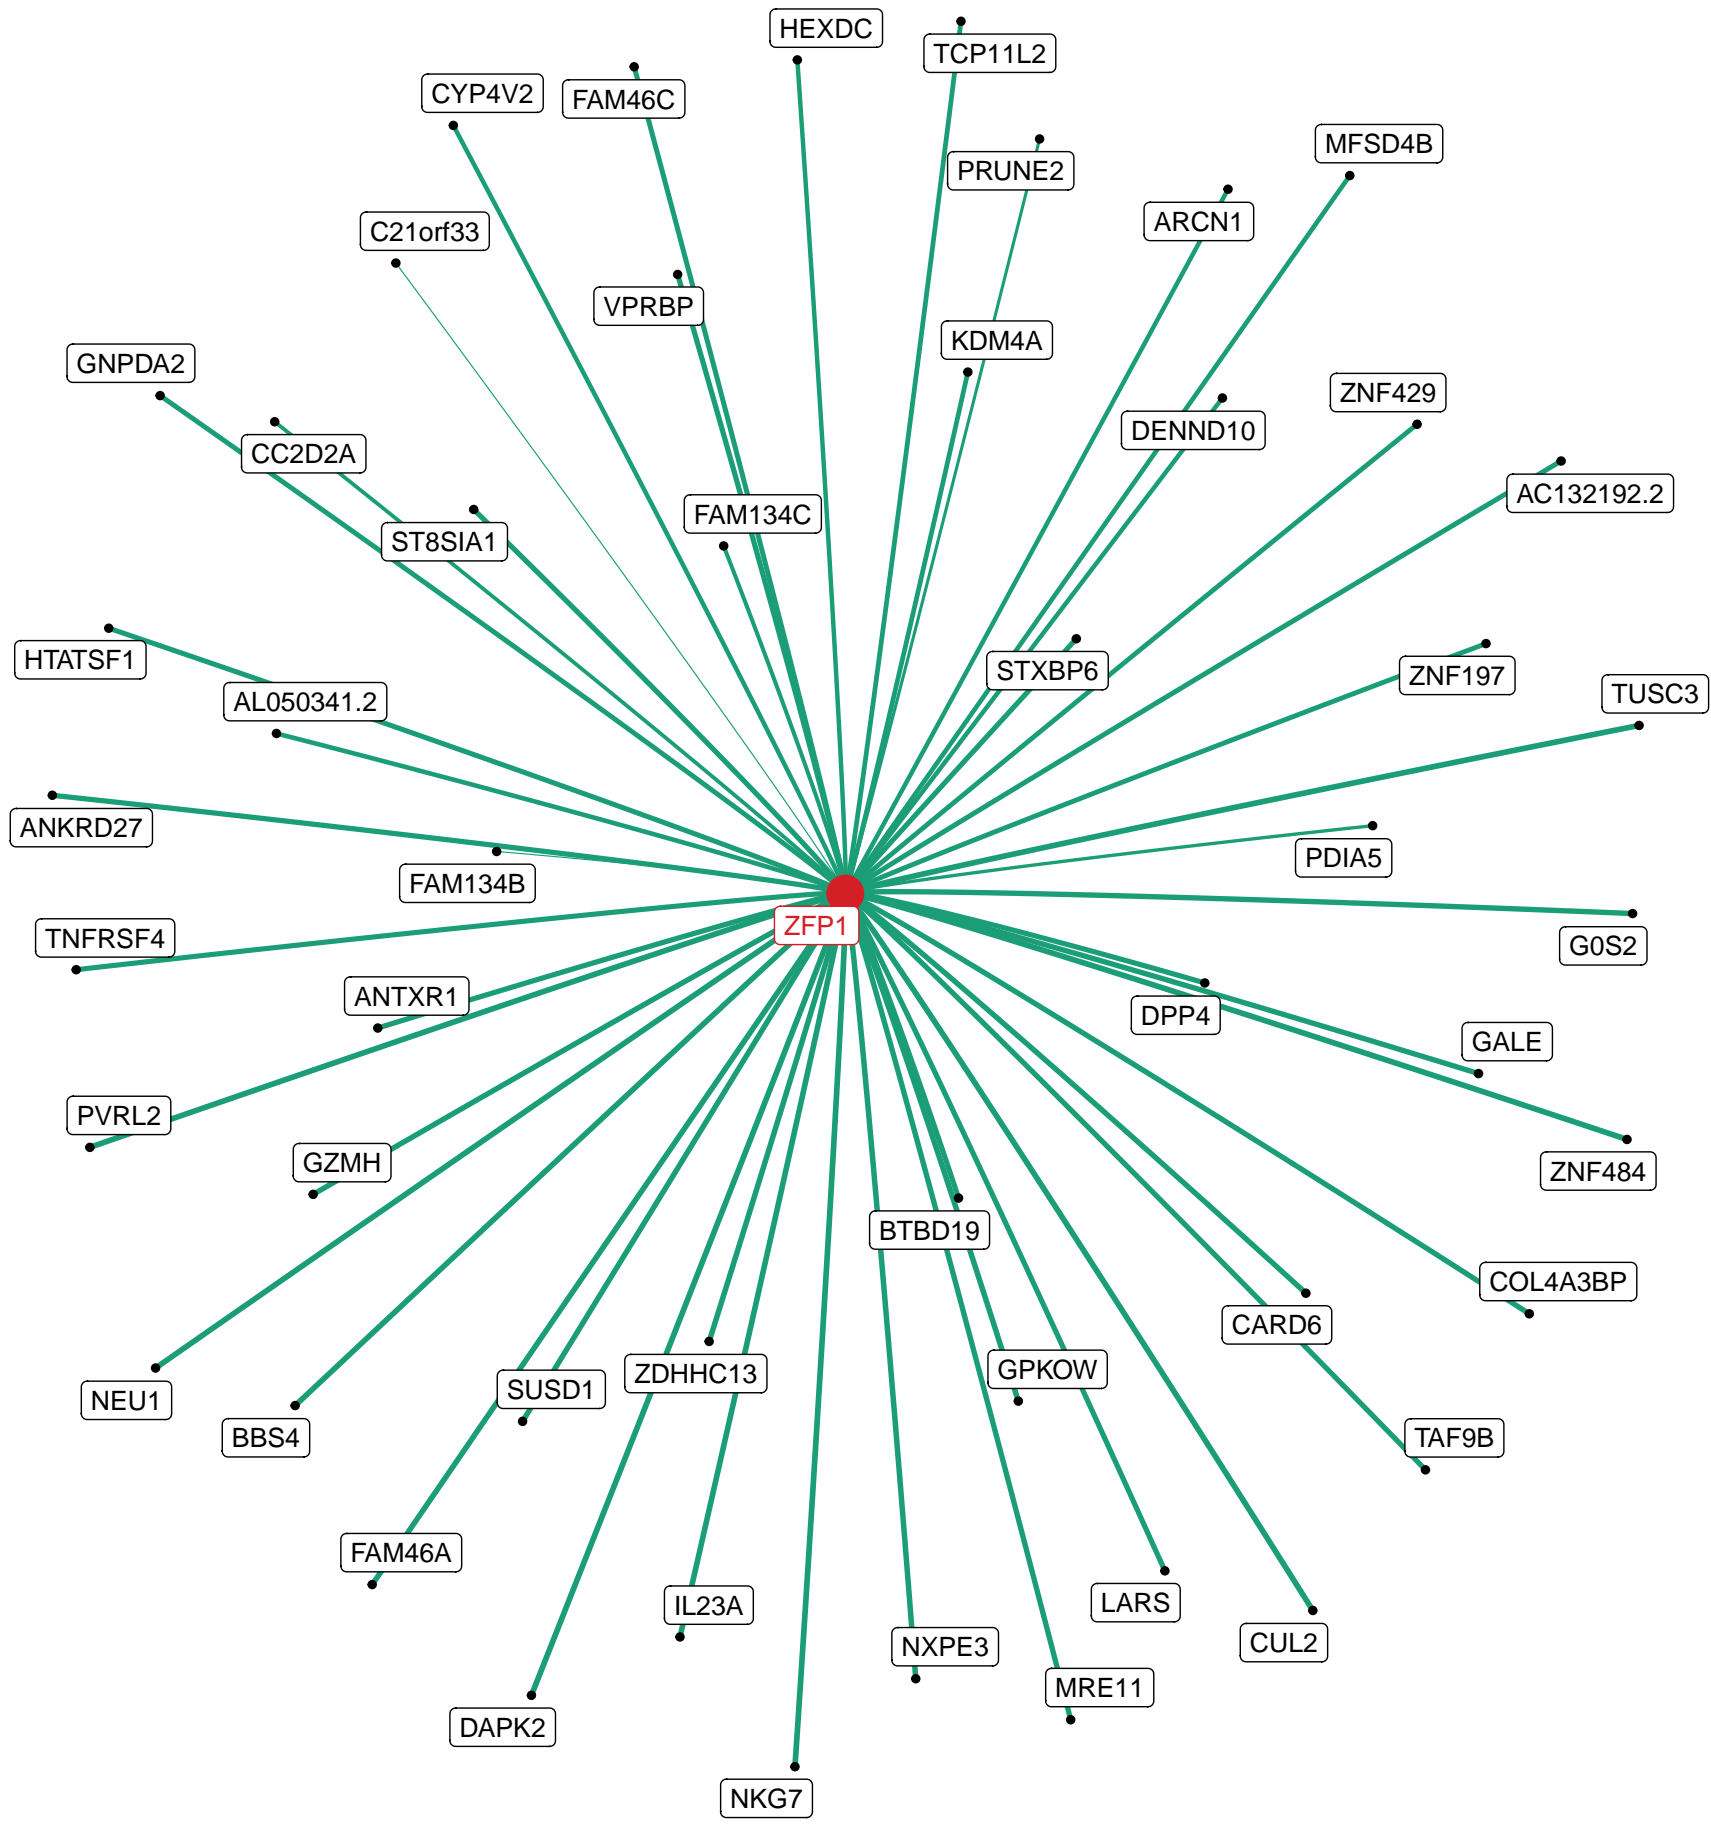 HEXDC
TCP11L2
CYP4V2
FAM46C
MFSD4B
PRUNE2
ARCN1
C21orf33
VPRBP
KDM4A
GNPDA2
ZNF429
DENND10
CC2D2A
AC132192.2
FAM134C
ST8SIA1
HTATSF1
STXBP6
ZNF197
TUSC3
AL050341.2
ANKRD27
PDIA5
FAM134B
ZFP1
TNFRSF4
G0S2
ANTXR1
DPP4
GALE
PVRL2
GZMH
ZNF484
BTBD19
COL4A3BP
CARD6
GPKOW
ZDHHC13
SUSD1
NEU1
BBS4
TAF9B
FAM46A
LARS
IL23A
CUL2
NXPE3
MRE11
DAPK2
NKG7